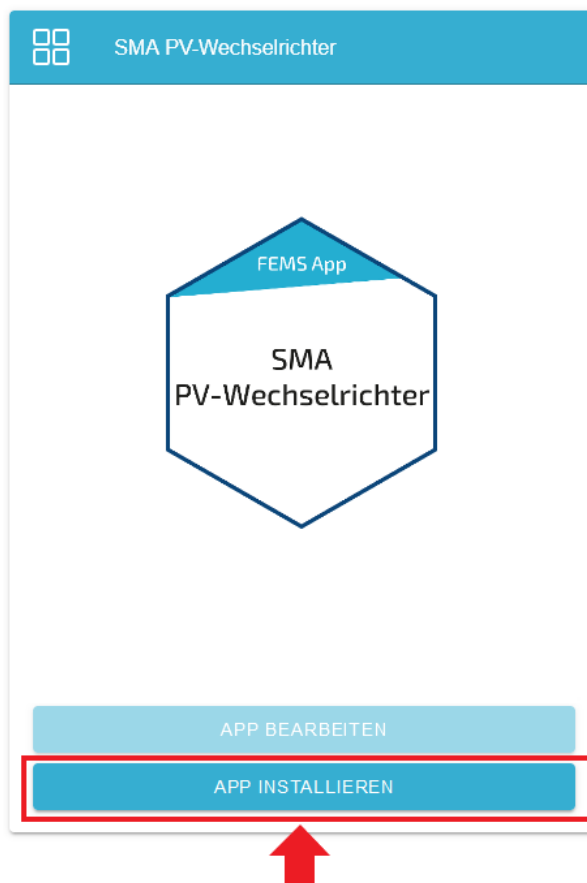 SMA PV-Wechselrichter
FEMS App
SMA
PV-Wechselrichter
APP BEARBEITEN
APP INSTALLIEREN